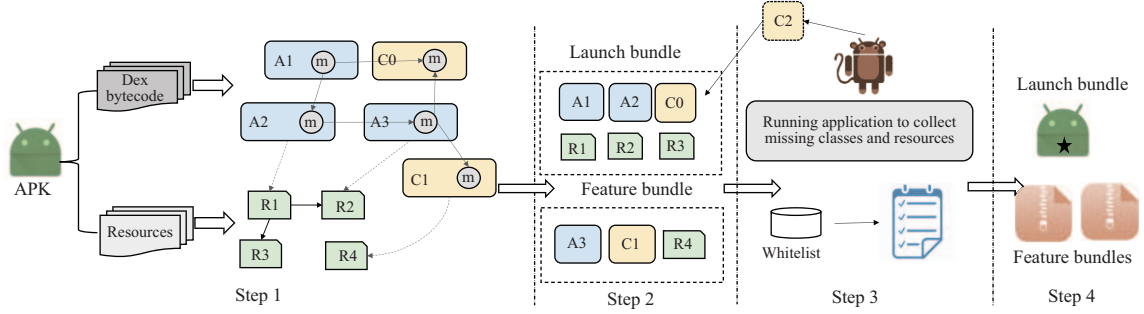 APK
Dex
bytecode
Resources
A1
m
C0
m
A2
m
A3
m
C1
m
R1
R2
R3
R4
Step 1
Launch bundle
A1
A2
C0
R1
R2
R3
Feature bundle
A3
C1
R4
Step 2
C2
Running application to collect
missing classes and resources
Whitelist
Step 3
Launch bundle
Feature bundles
Step 4